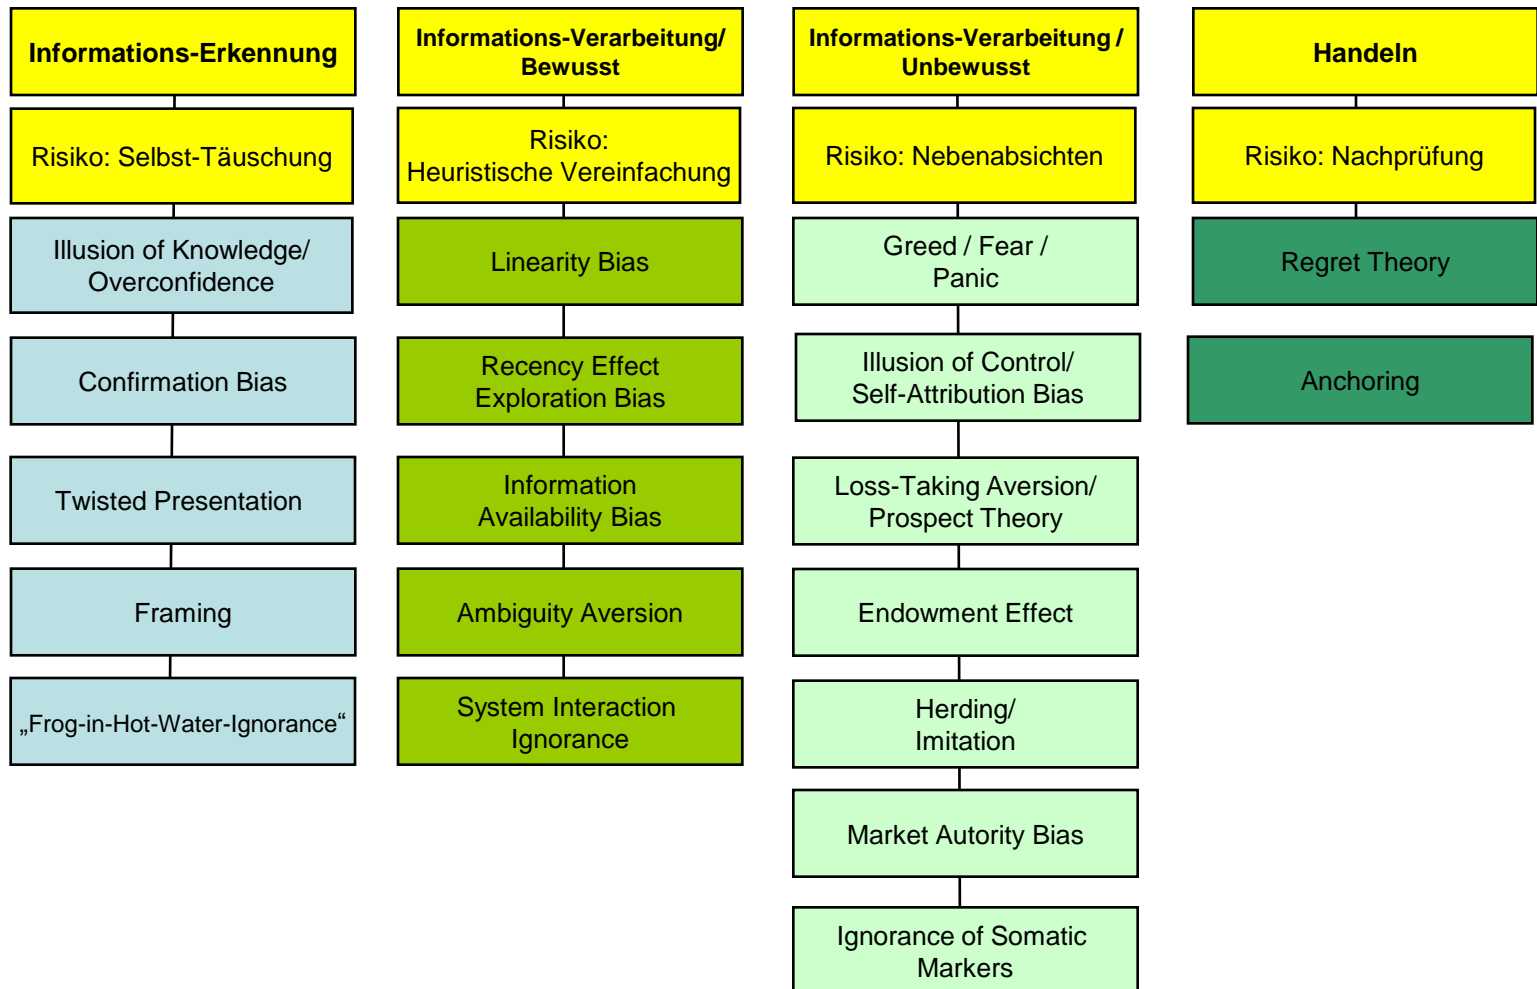 Informations-Erkennung
Risiko: Selbst-Täuschung
Illusion of Knowledge/
Overconfidence
Confirmation Bias
Twisted Presentation
Framing
„Frog-in-Hot-Water-Ignorance“
Informations-Verarbeitung/
Bewusst
Risiko:
Heuristische Vereinfachung
Linearity Bias
Recency Effect
Exploration Bias
Information
Availability Bias
Ambiguity Aversion
System Interaction
Ignorance
Informations-Verarbeitung /
Unbewusst
Risiko: Nebenabsichten
Greed / Fear /
Panic
Illusion of Control/
Self-Attribution Bias
Loss-Taking Aversion/
Prospect Theory
Endowment Effect
Herding/
Imitation
Market Autority Bias
Ignorance of Somatic
Markers
Handeln
Risiko: Nachprüfung
Regret Theory
Anchoring